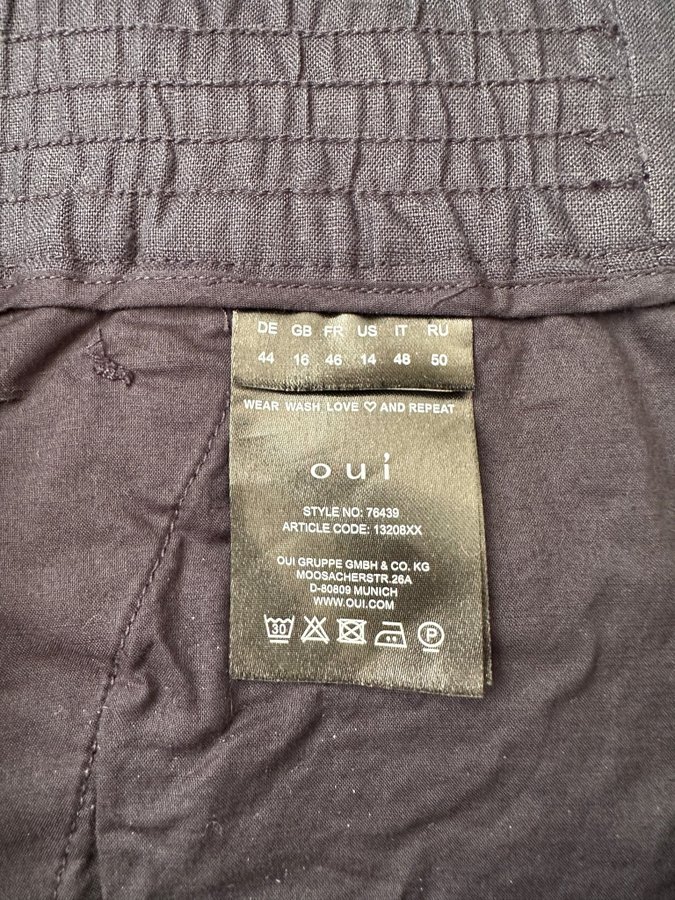 DE GB FR US IT RU
44 16 46 14 48 50
WEAR WASH LOVE ♡ AND REPEAT
oui
STYLE NO: 76439
ARTICLE CODE: 13208XX
OUI GRUPPE GMBH & CO. KG
MOOSACHERSTR.26A
D-80809 MUNICH
WWW.OUI.COM
30 P